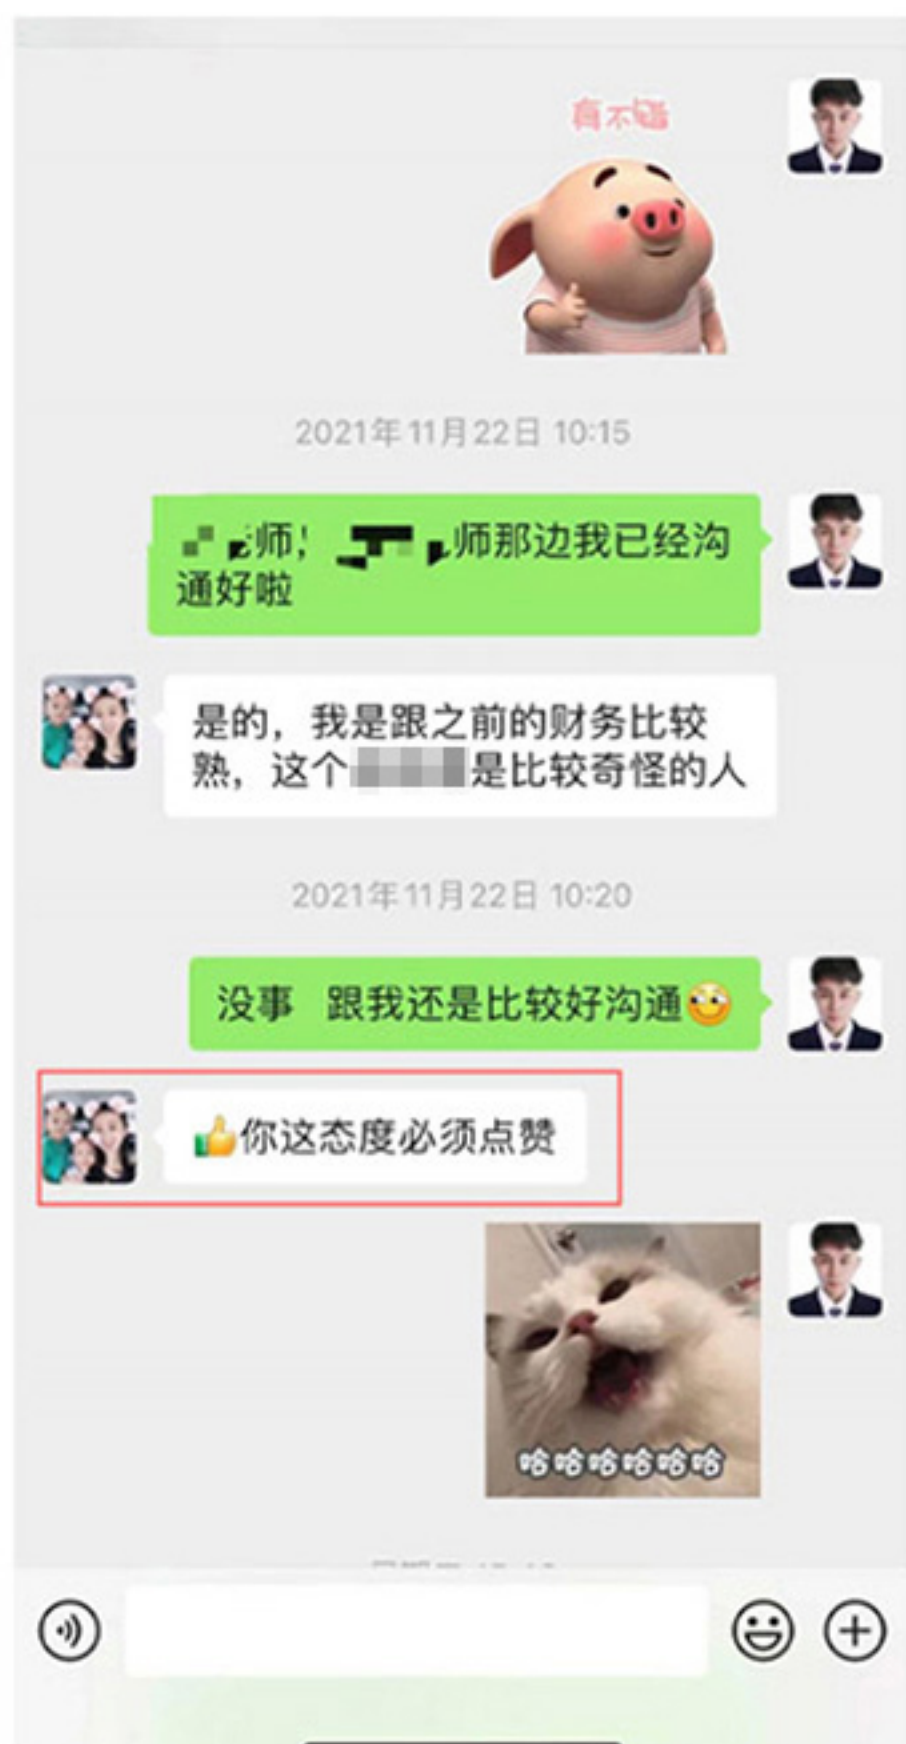 真不错
2021年11月22日 10:15
师, 师那边我已经沟
通好啦
是的，我是跟之前的财务比较
熟，这个 是比较奇怪的人
2021年11月22日 10:20
没事 跟我还是比较好沟通
你这态度必须点赞
哈哈哈哈哈哈